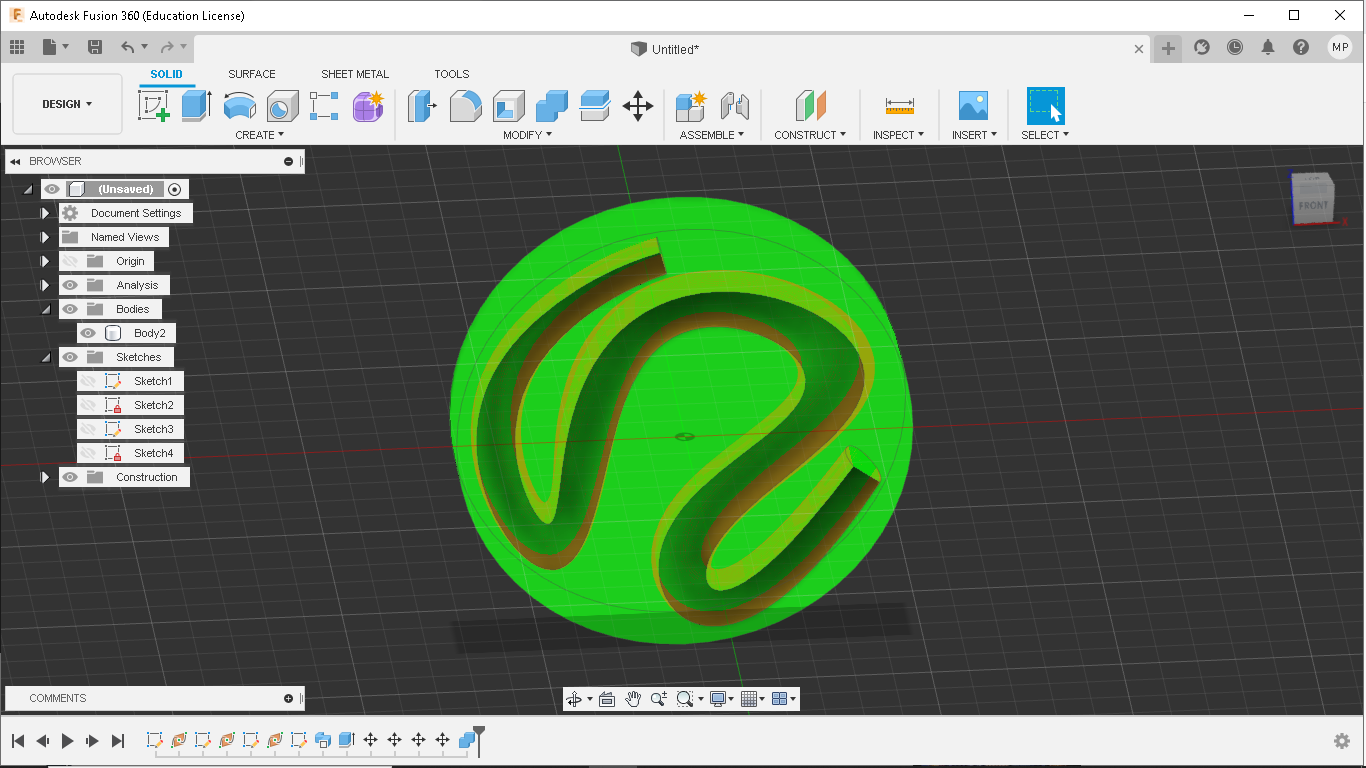 Autodesk Fusion 360 (Education License)
Untitled*
MP
SOLID SURFACE SHEET METAL TOOLS
DESIGN
CREATE MODIFY ASSEMBLE CONSTRUCT INSPECT INSERT SELECT
BROWSER
(Unsaved)
Document Settings
Named Views
Origin
Analysis
Bodies
Body2
Sketches
Sketch1
Sketch2
Sketch3
Sketch4
Construction
FRONT
COMMENTS